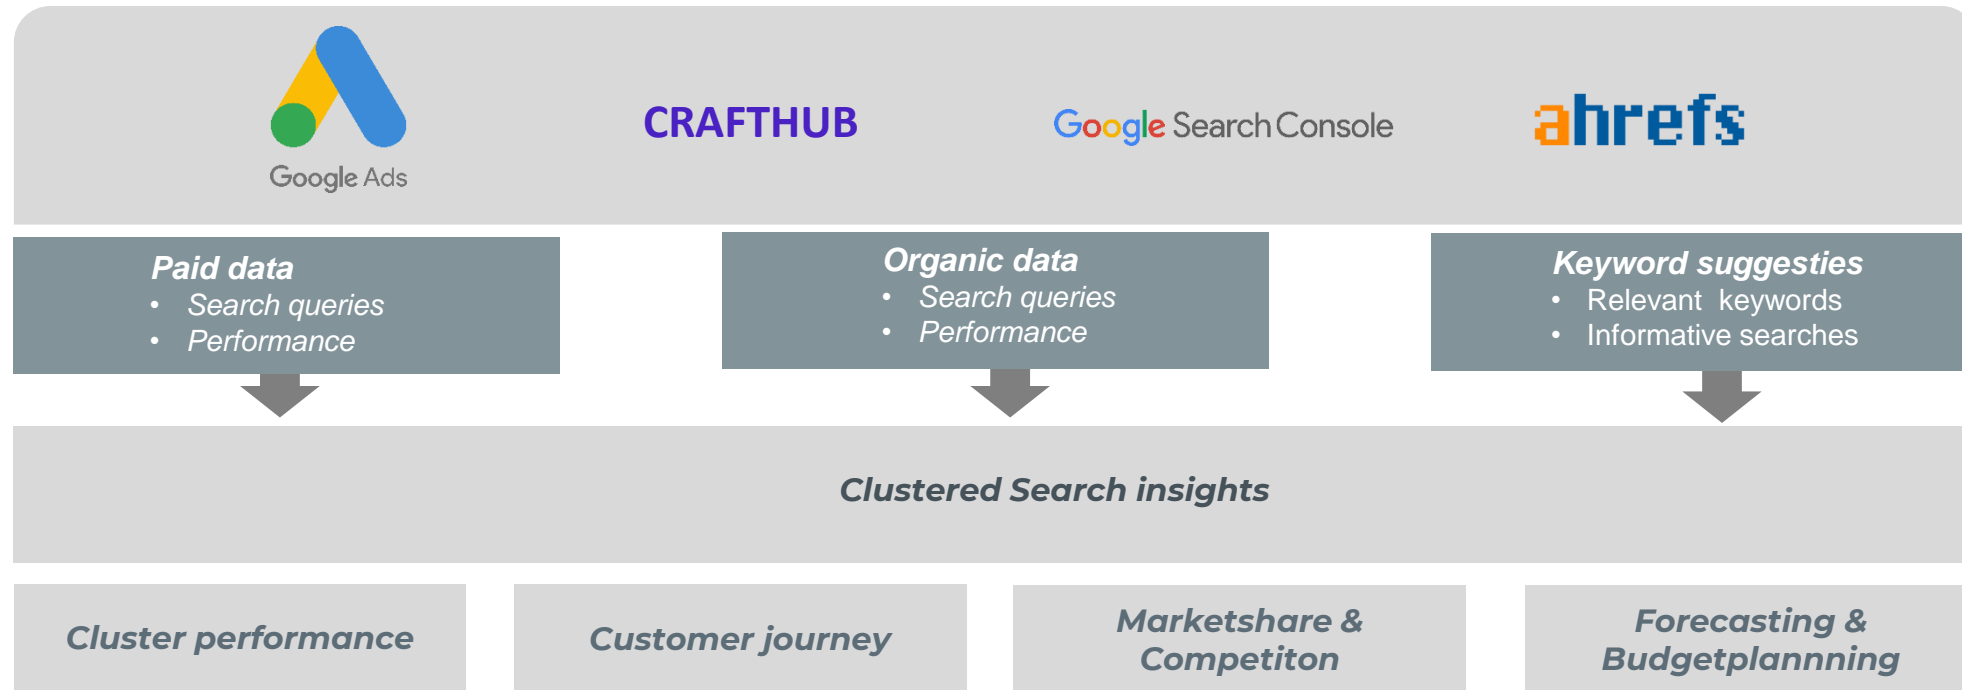 Google Ads
CRAFTHUB
Google Search Console
ahrefs
Paid data
• Search queries
• Performance
Organic data
• Search queries
• Performance
Keyword suggesties
• Relevant keywords
• Informative searches
Clustered Search insights
Cluster performance
Customer journey
Marketshare &
Competiton
Forecasting &
Budgetplannning